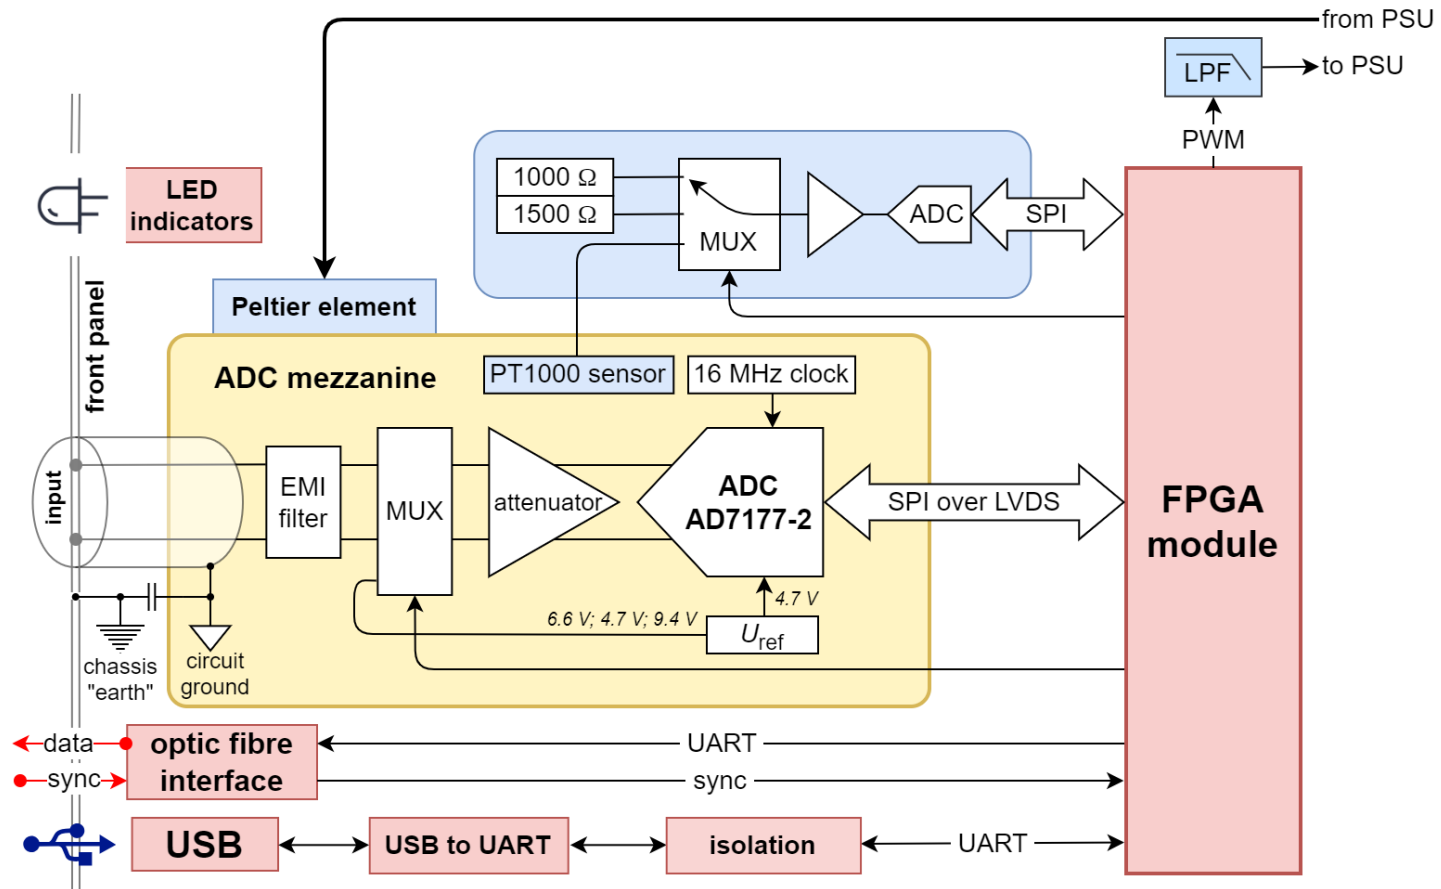 from PSU
LPF
to PSU
PWM
LED
indicators
1000 Ω
1500 Ω
MUX
ADC
SPI
Peltier element
front panel
ADC mezzanine
PT1000 sensor
16 MHz clock
input
EMI
filter
MUX
attenuator
ADC
AD7177-2
SPI over LVDS
FPGA
module
4.7 V
6.6 V; 4.7 V; 9.4 V
Uref
chassis
"earth"
circuit
ground
data
optic fibre
interface
UART
sync
sync
USB
USB to UART
isolation
UART